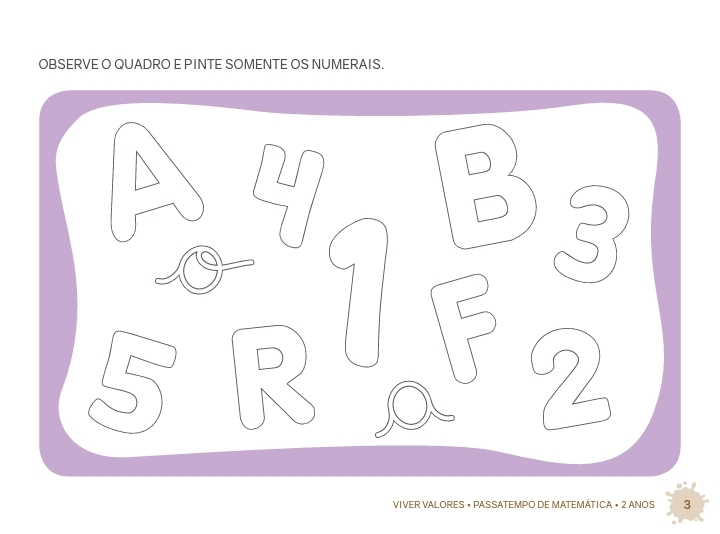 OBSERVE O QUADRO E PINTE SOMENTE OS NUMERAIS.
A 4 B 3
o 1 F
5 R a 2
VIVER VALORES • PASSATEMPO DE MATEMÁTICA • 2 ANOS 3